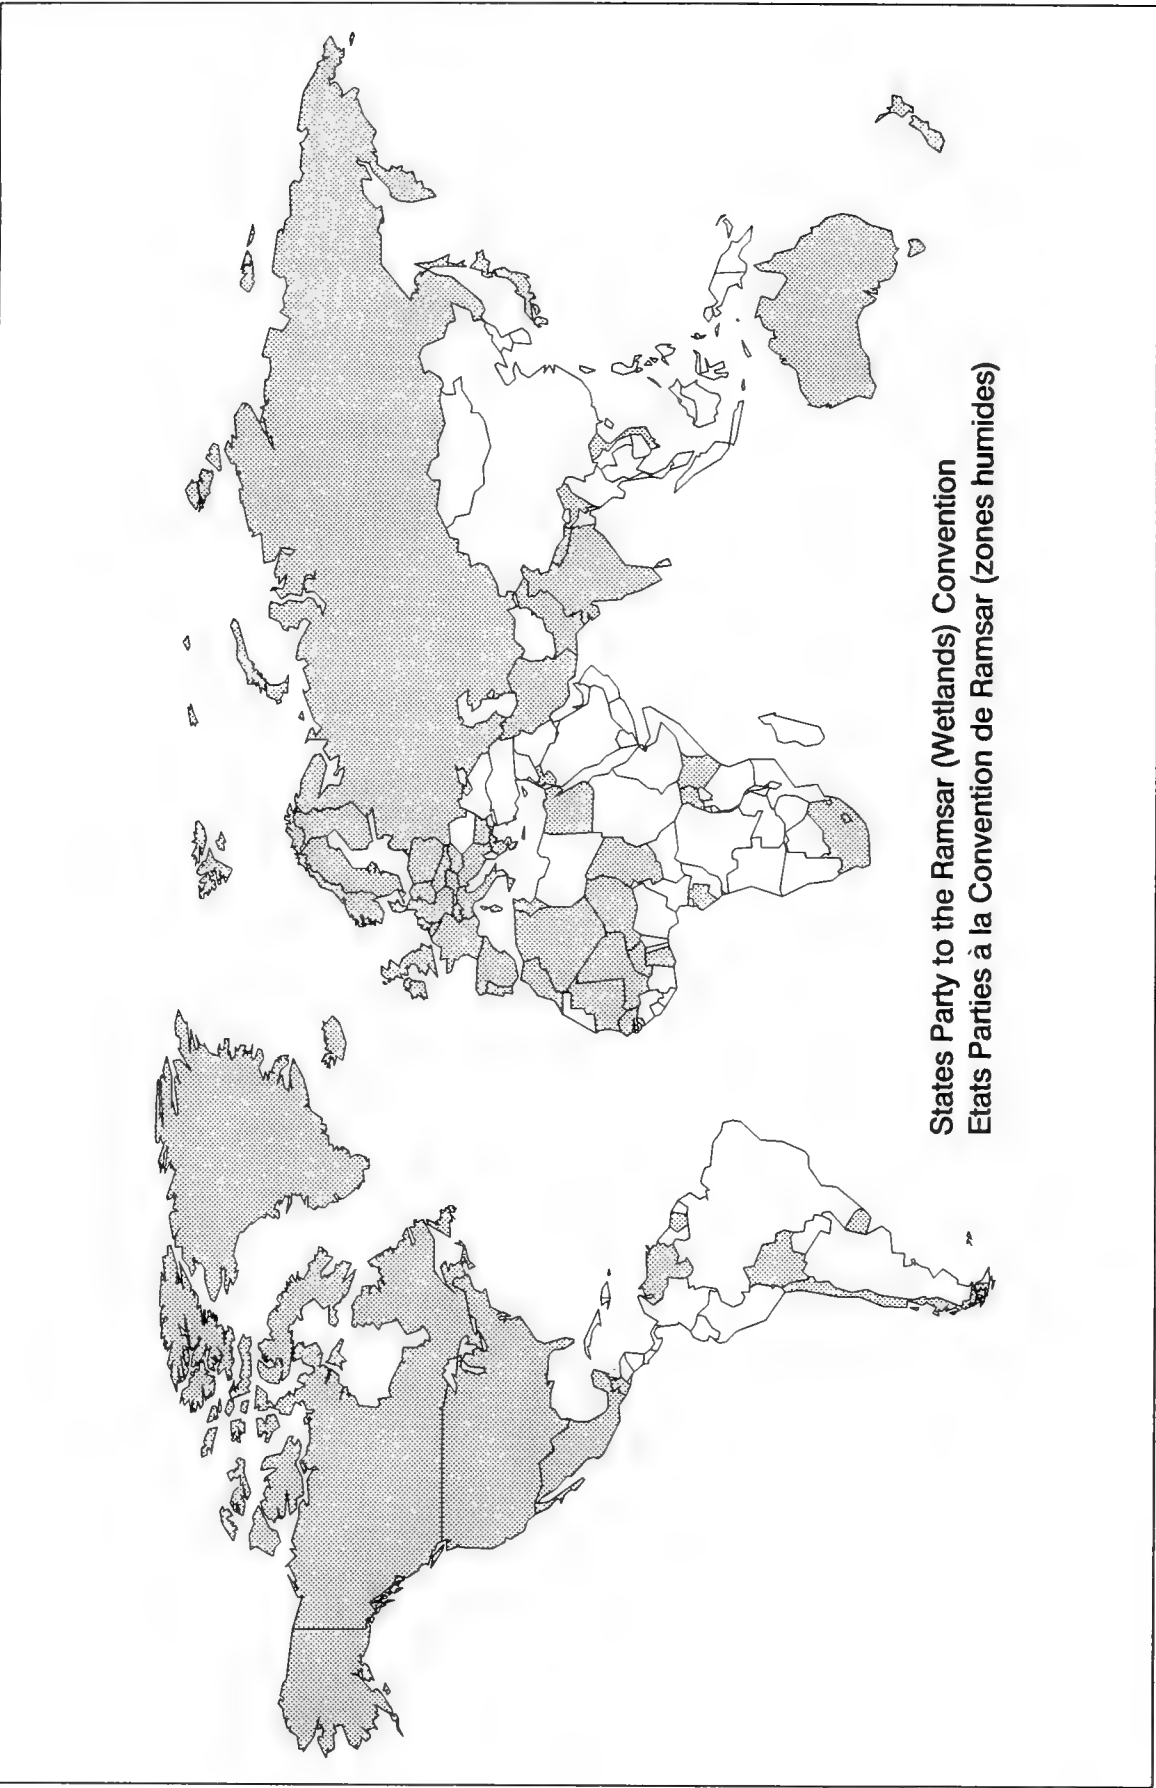 States Party to the Ramsar (Wetlands) Convention
Etats Parties à la Convention de Ramsar (zones humides)